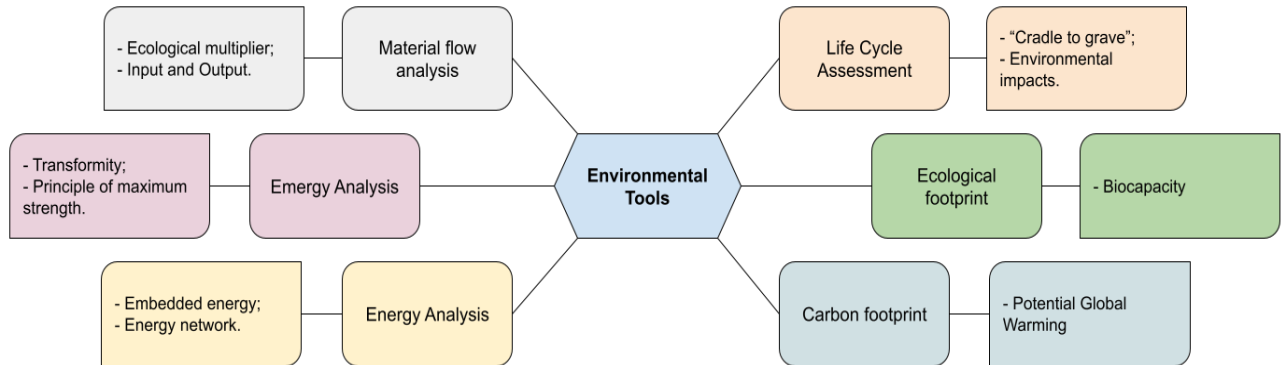 - Ecological multiplier;
- Input and Output.
Material flow
analysis
Life Cycle
Assessment
- “Cradle to grave”;
- Environmental
impacts.
- Transformity;
- Principle of maximum
strength.
Emergy Analysis
Environmental
Tools
Ecological
footprint
- Biocapacity
- Embedded energy;
- Energy network.
Energy Analysis
Carbon footprint
- Potential Global
Warming